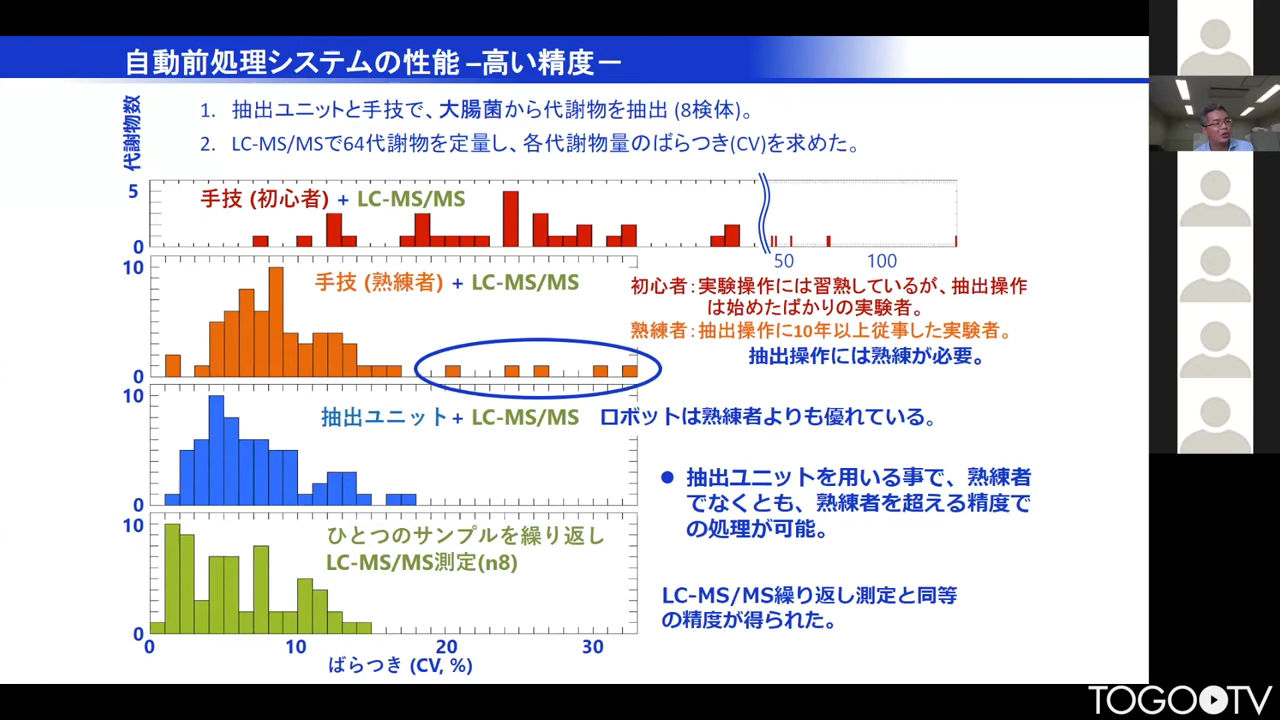 自動前処理システムの性能 –高い精度－
1. 抽出ユニットと手技で、大腸菌から代謝物を抽出 (8検体)。
2. LC-MS/MSで64代謝物を定量し、各代謝物量のばらつき(CV)を求めた。
代謝物数
5
手技 (初心者) + LC-MS/MS
0
50
100
10
手技 (熟練者) + LC-MS/MS
0
初心者：実験操作には習熟しているが、抽出操作
は始めたばかりの実験者。
熟練者：抽出操作に10年以上従事した実験者。
抽出操作には熟練が必要。
10
抽出ユニット + LC-MS/MS
0
ロボットは熟練者よりも優れている。
● 抽出ユニットを用いる事で、熟練者
でなくとも、熟練者を超える精度で
の処理が可能。
10
ひとつのサンプルを繰り返し
LC-MS/MS測定(n8)
0
LC-MS/MS繰り返し測定と同等
の精度が得られた。
0 10 20 30
ばらつき (CV, %)
TOGOTV